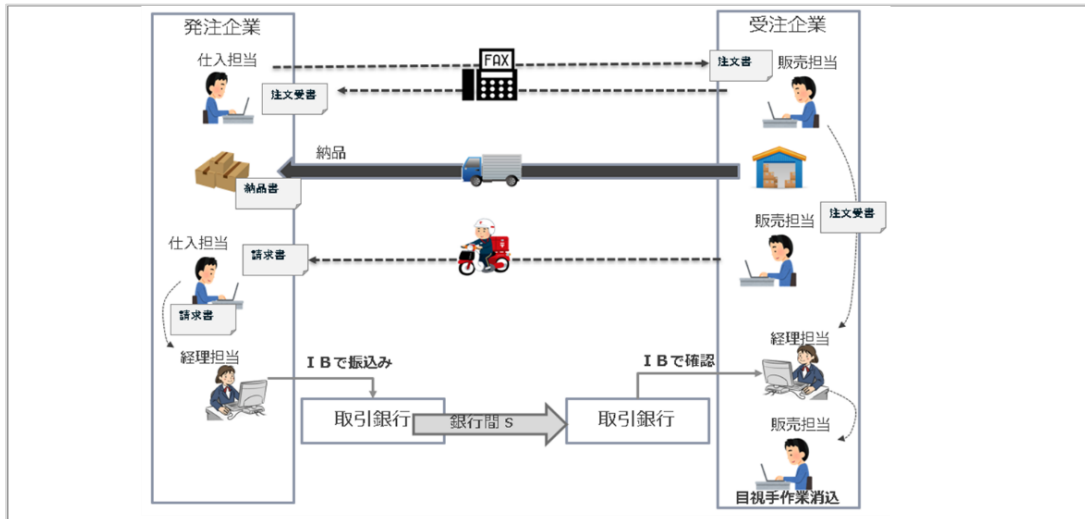 発注企業
受注企業
仕入担当
FAX
注文書
販売担当
注文受書
納品
納品書
注文受書
販売担当
仕入担当
請求書
請求書
経理担当
ＩＢで振込み
ＩＢで確認
経理担当
取引銀行
銀行間Ｓ
取引銀行
販売担当
目視手作業消込